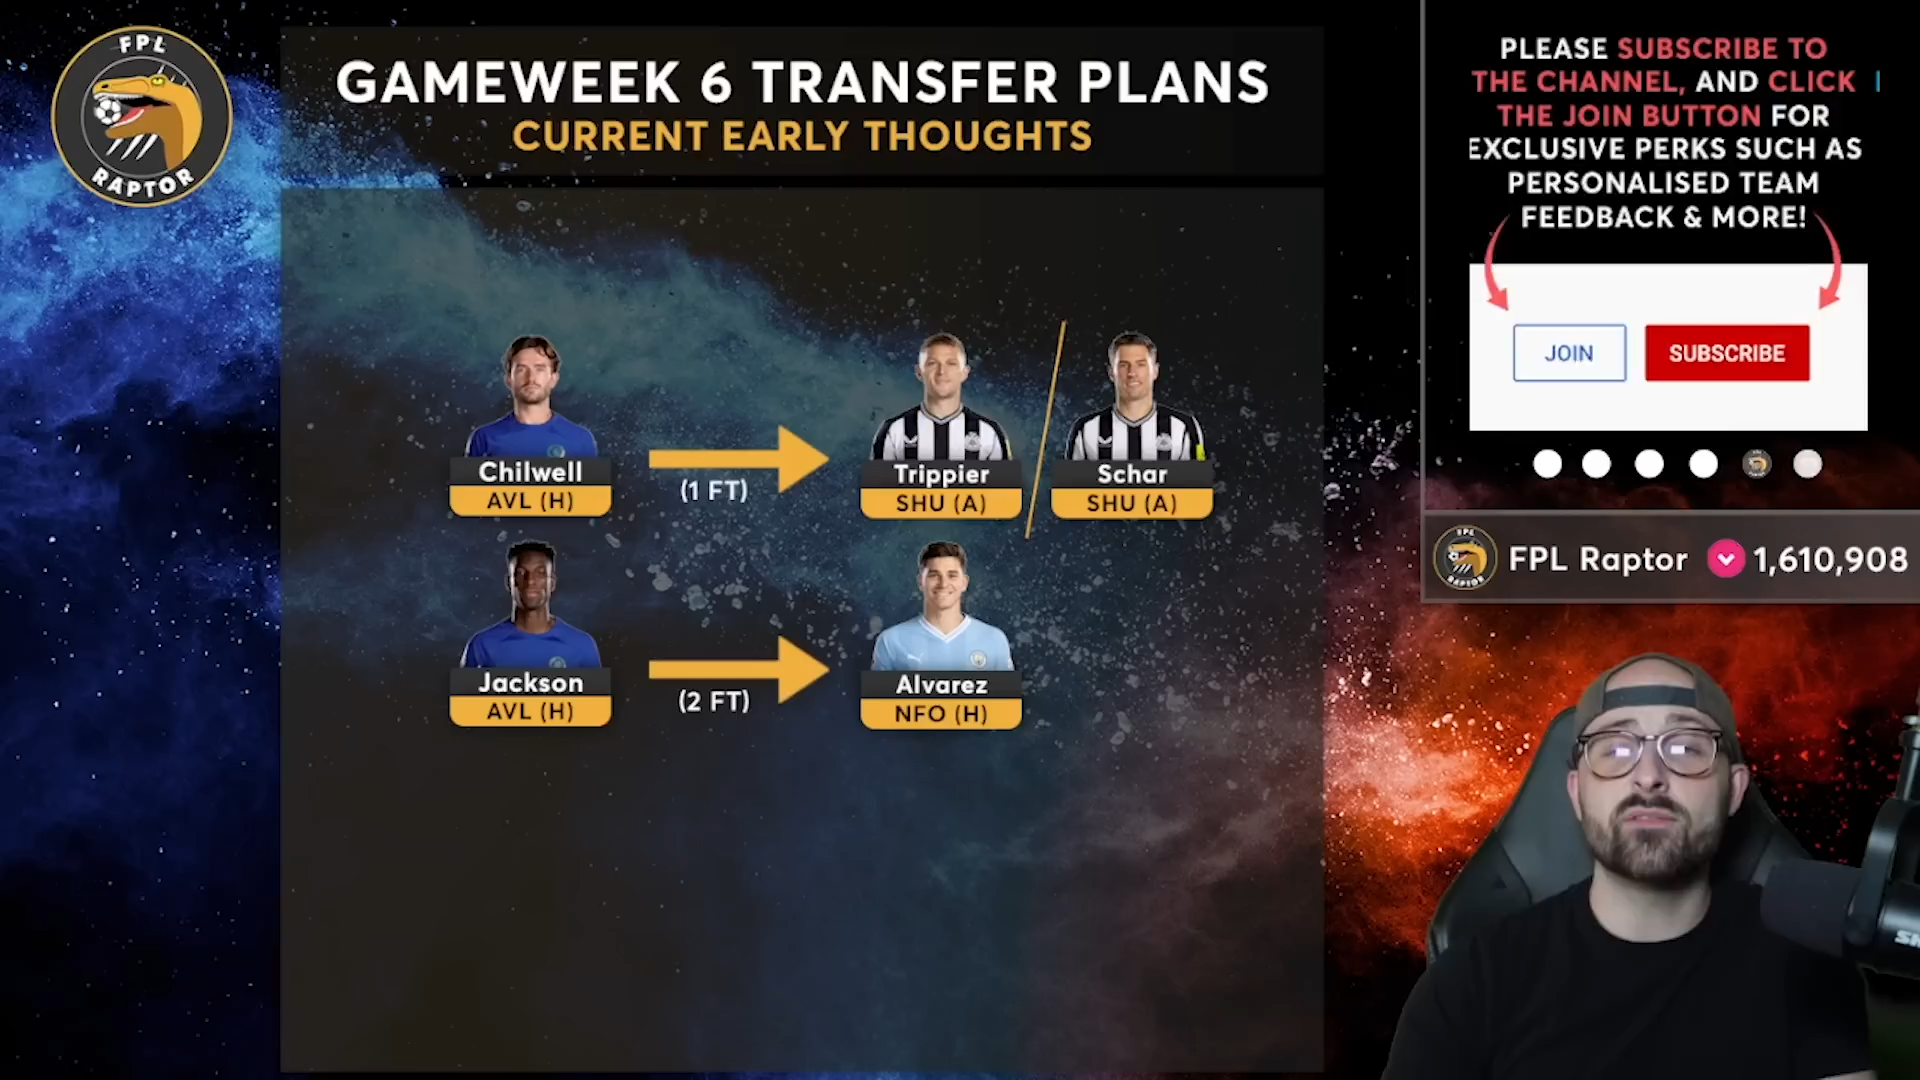 FPL
RAPTOR
GAMEWEEK 6 TRANSFER PLANS
CURRENT EARLY THOUGHTS
Chilwell
AVL (H)
(1 FT)
Trippier
SHU (A)
Schar
SHU (A)
Jackson
AVL (H)
(2 FT)
Alvarez
NFO (H)
PLEASE SUBSCRIBE TO
THE CHANNEL, AND CLICK
THE JOIN BUTTON FOR
EXCLUSIVE PERKS SUCH AS
PERSONALISED TEAM
FEEDBACK & MORE!
JOIN
SUBSCRIBE
FPL
RAPTOR
FPL Raptor
1,610,908